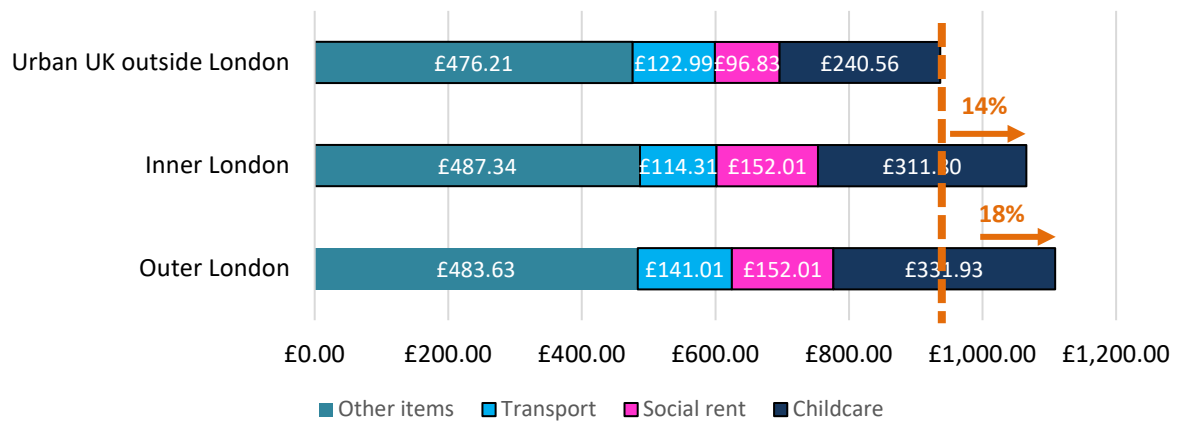 Urban UK outside London £476.21 £122.99 £96.83 £240.56
14%
Inner London £487.34 £114.31 £152.01 £311.80
18%
Outer London £483.63 £141.01 £152.01 £331.93
£0.00 £200.00 £400.00 £600.00 £800.00 £1,000.00 £1,200.00
Other items Transport Social rent Childcare